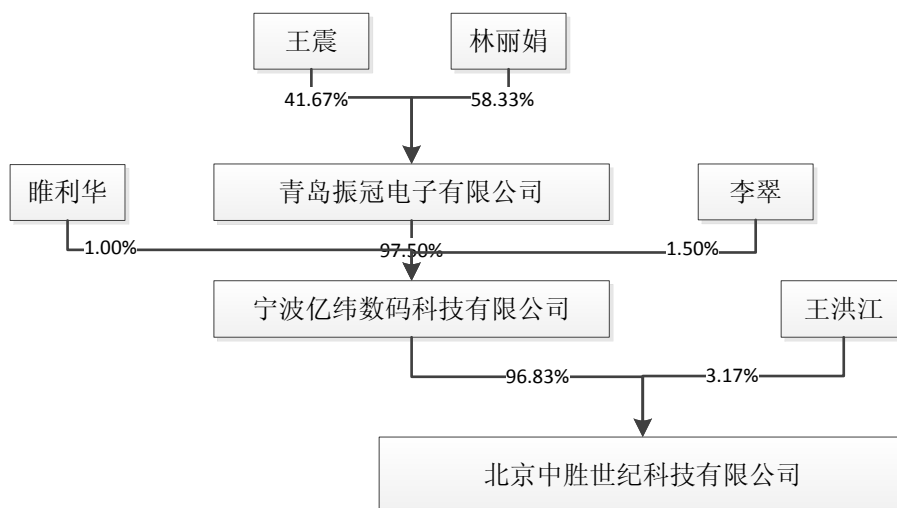 王震
林丽娟
41.67%
58.33%
睢利华
青岛振冠电子有限公司
李翠
1.00%
97.50%
1.50%
宁波亿纬数码科技有限公司
王洪江
96.83%
3.17%
北京中胜世纪科技有限公司